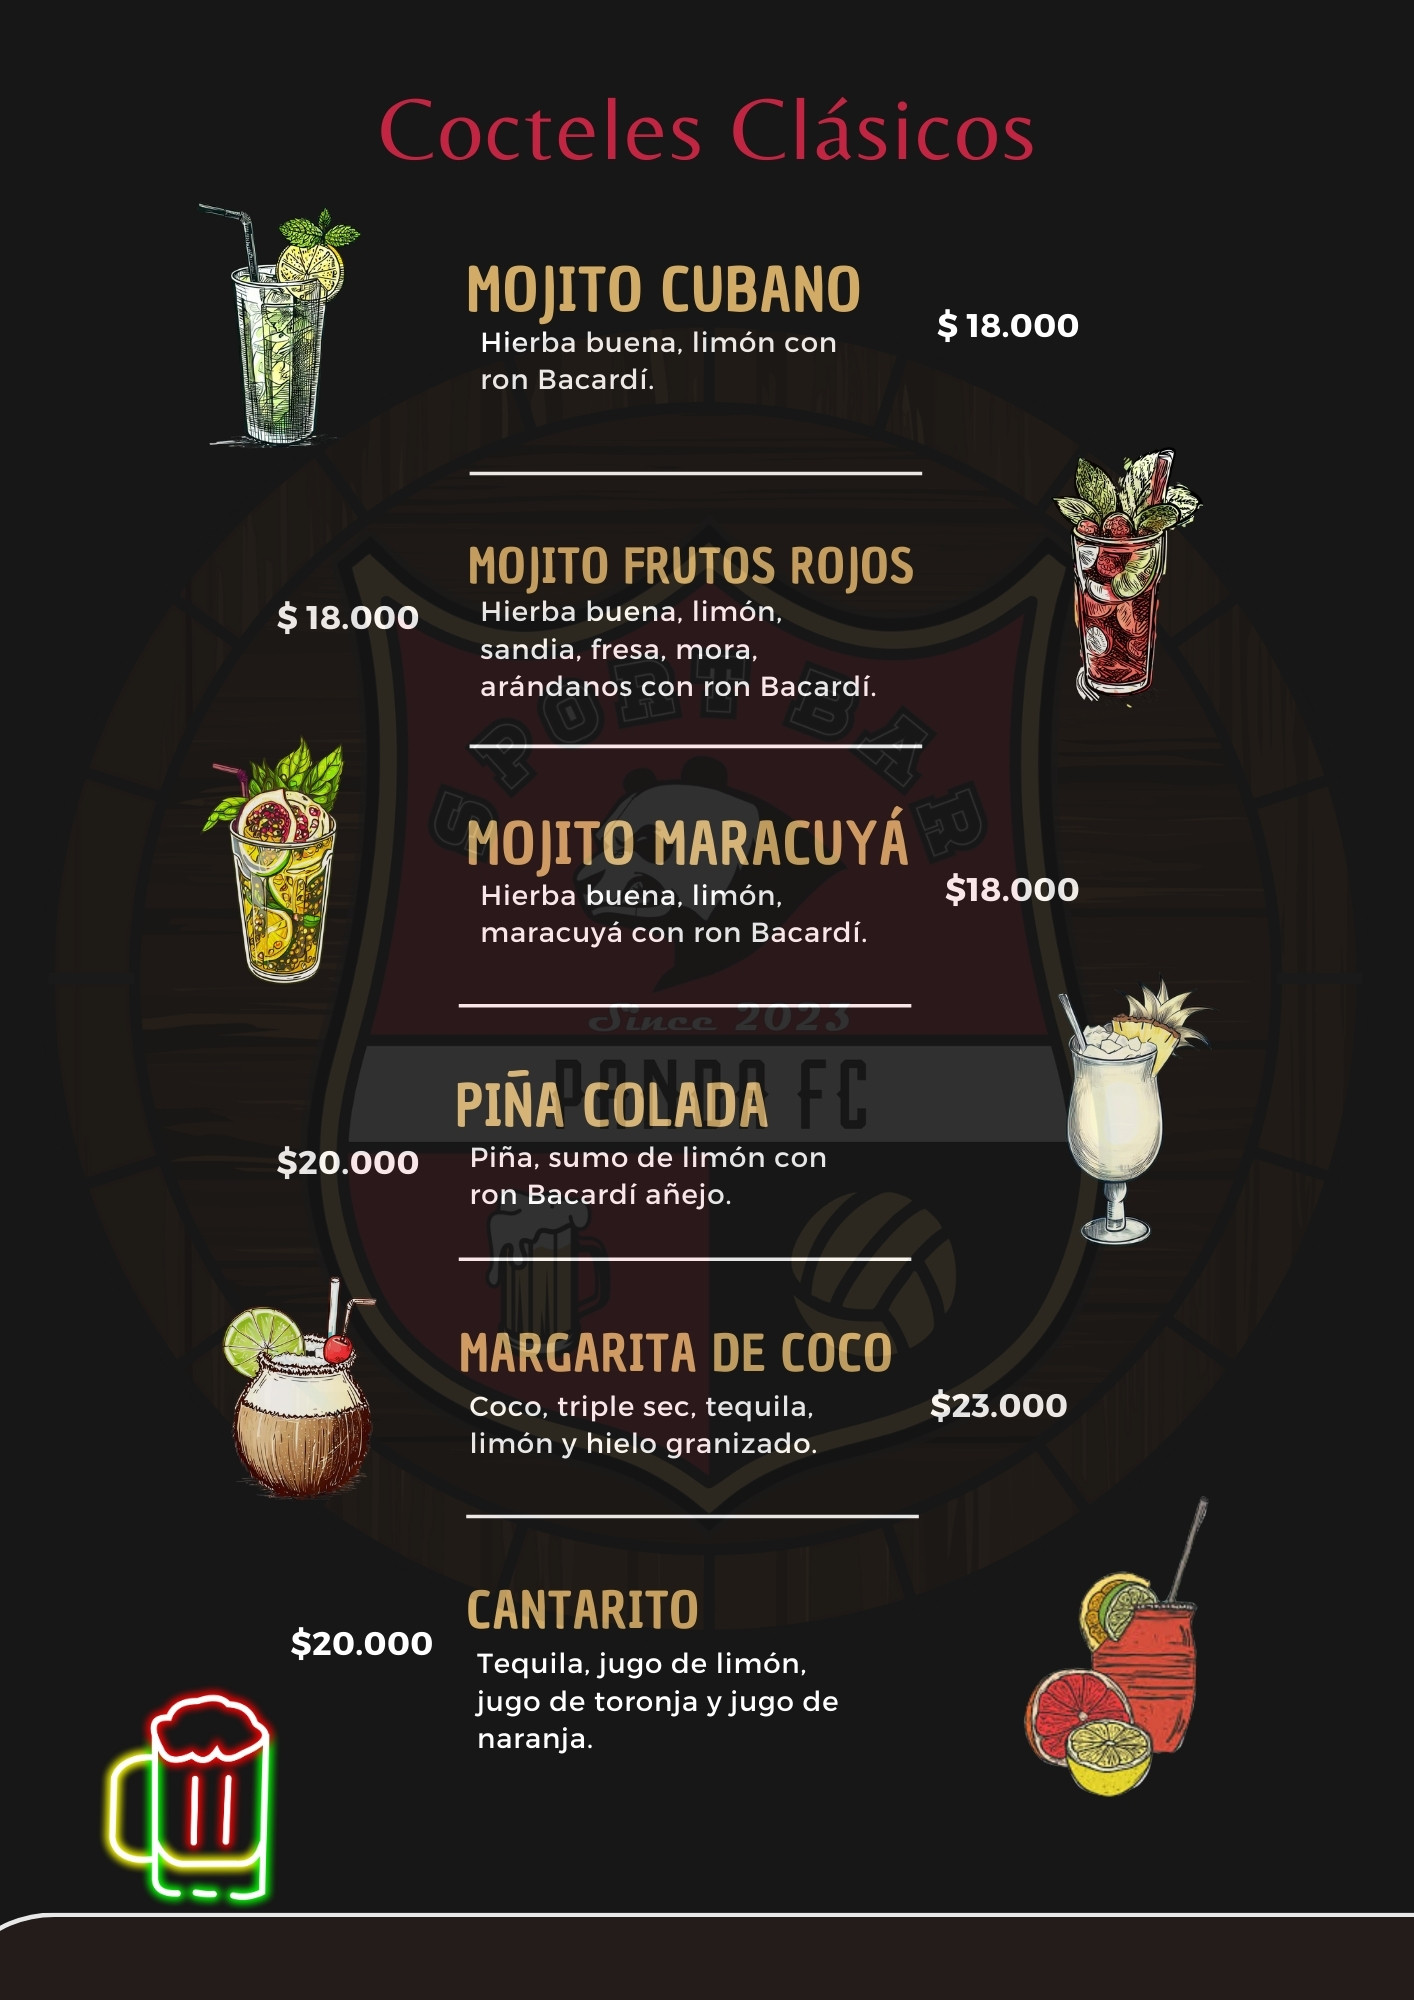 Cocteles Clásicos
MOJITO CUBANO
$ 18.000
Hierba buena, limón con
ron Bacardí.
MOJITO FRUTOS ROJOS
$ 18.000
Hierba buena, limón,
sandia, fresa, mora,
arándanos con ron Bacardí.
SPORT BAR
MOJITO MARACUYÁ
$18.000
Hierba buena, limón,
maracuyá con ron Bacardí.
Since 2023
PANDA FC
PIÑA COLADA
$20.000
Piña, sumo de limón con
ron Bacardí añejo.
MARGARITA DE COCO
$23.000
Coco, triple sec, tequila,
limón y hielo granizado.
CANTARITO
$20.000
Tequila, jugo de limón,
jugo de toronja y jugo de
naranja.